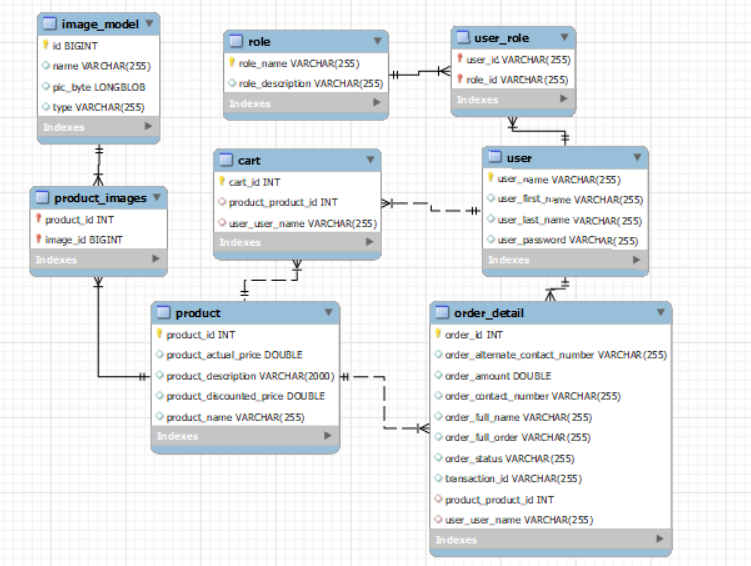 image_model
id BIGINT
name VARCHAR(255)
pic_byte LONGBLOB
type VARCHAR(255)
Indexes
role
role_name VARCHAR(255)
role_description VARCHAR(255)
Indexes
user_role
user_id VARCHAR(255)
role_id VARCHAR(255)
Indexes
product_images
product_id INT
image_id BIGINT
Indexes
cart
cart_id INT
product_product_id INT
user_user_name VARCHAR(255)
Indexes
user
user_name VARCHAR(255)
user_first_name VARCHAR(255)
user_last_name VARCHAR(255)
user_password VARCHAR(255)
Indexes
product
product_id INT
product_actual_price DOUBLE
product_description VARCHAR(2000)
product_discounted_price DOUBLE
product_name VARCHAR(255)
Indexes
order_detail
order_id INT
order_alternate_contact_number VARCHAR(255)
order_amount DOUBLE
order_contact_number VARCHAR(255)
order_full_name VARCHAR(255)
order_full_order VARCHAR(255)
order_status VARCHAR(255)
transaction_id VARCHAR(255)
product_product_id INT
user_user_name VARCHAR(255)
Indexes